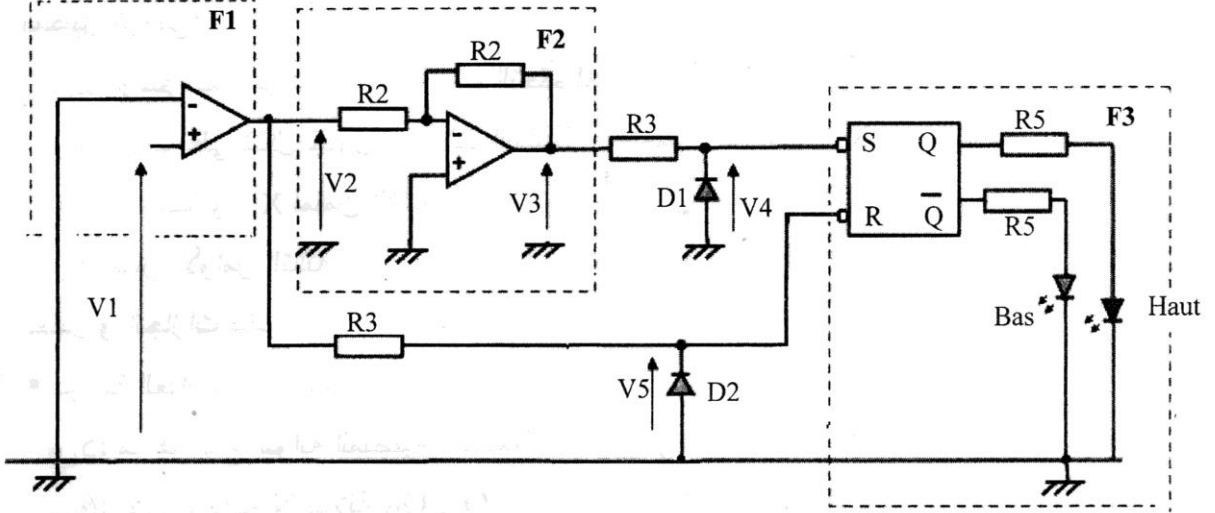 F1
F2
F3
R2
R2
R3
R5
S Q
R Q̅
R5
V1
V2
V3
D1
V4
R3
V5
D2
Bas
Haut
-
+
-
+